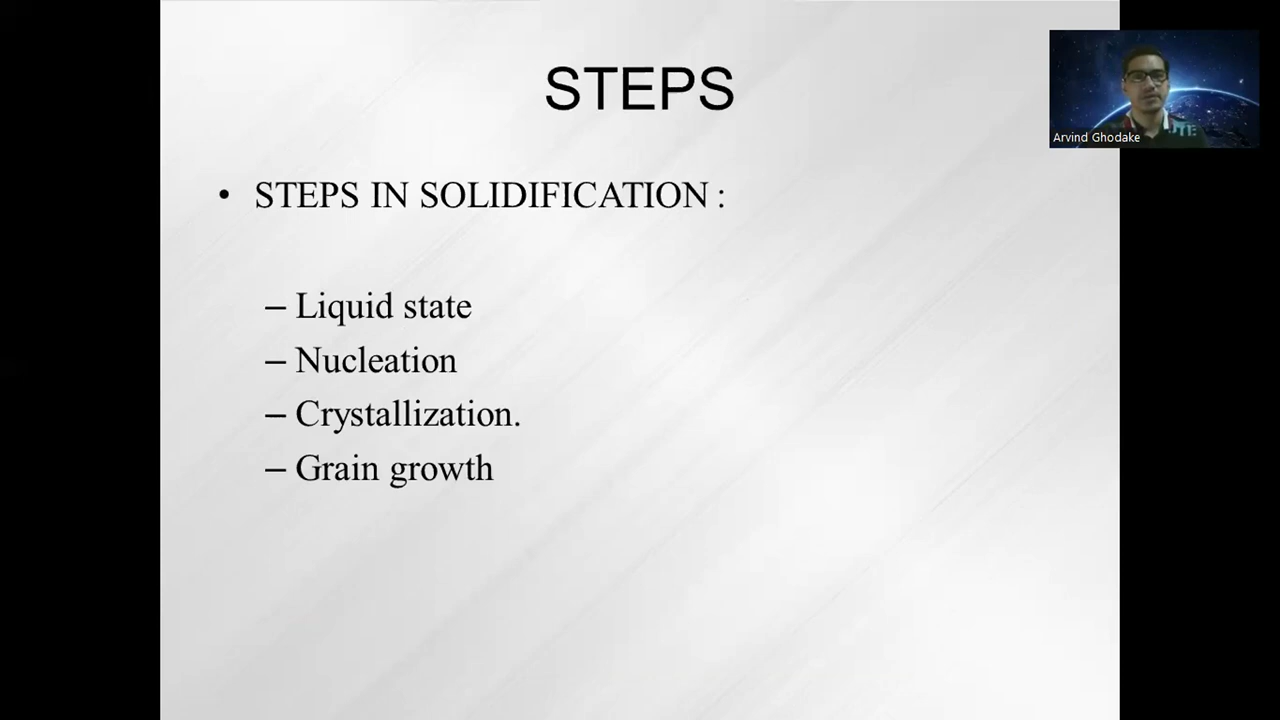 STEPS
Arvind Ghodake
• STEPS IN SOLIDIFICATION :
– Liquid state
– Nucleation
– Crystallization.
– Grain growth